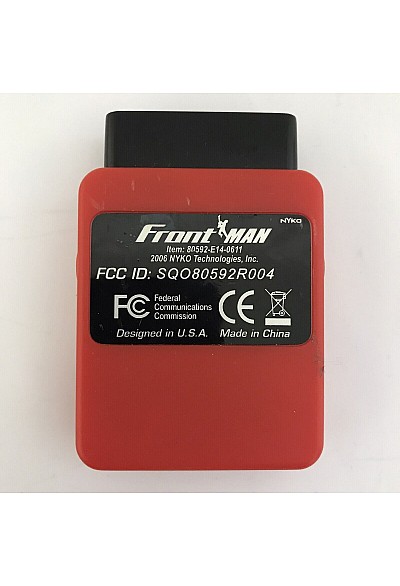 NYKO
FrontMAN
Item: 80592-E14-0611
2006 NYKO Technologies, Inc.
FCC ID: SQO80592R004
FC Federal
Communications
Commission
CE
Designed in U.S.A. Made in China